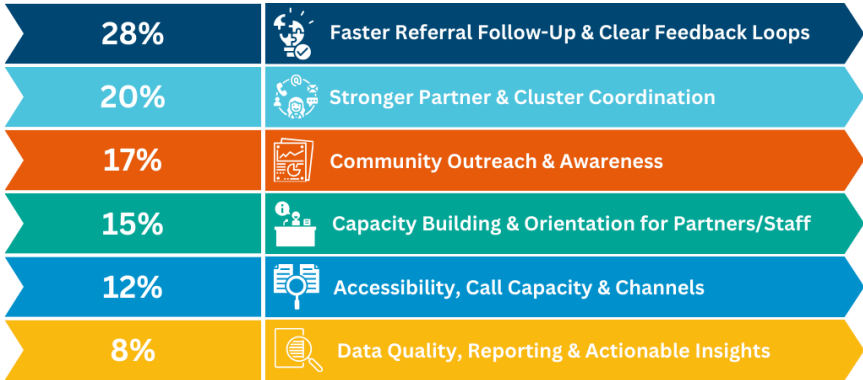 28% Faster Referral Follow-Up & Clear Feedback Loops
20% Stronger Partner & Cluster Coordination
17% Community Outreach & Awareness
15% Capacity Building & Orientation for Partners/Staff
12% Accessibility, Call Capacity & Channels
8% Data Quality, Reporting & Actionable Insights